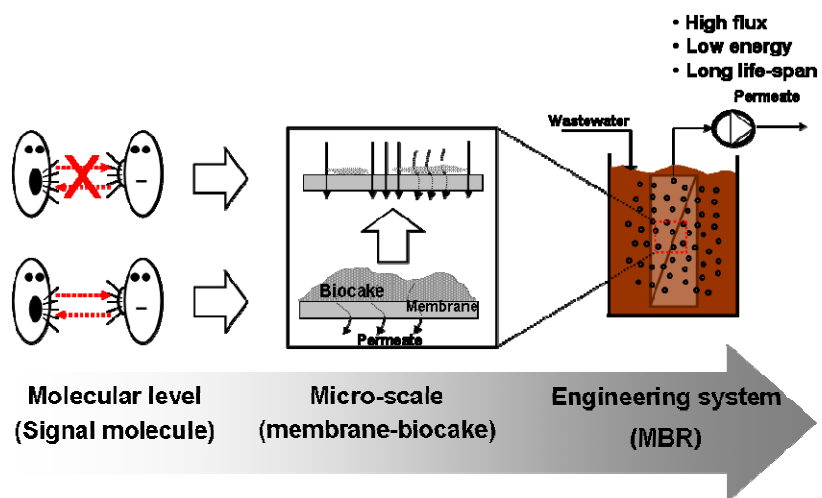 • High flux
• Low energy
• Long life-span
Permeate
Wastewater
X
Biocake
Membrane
Permeate
Molecular level
(Signal molecule)
Micro-scale
(membrane-biocake)
Engineering system
(MBR)